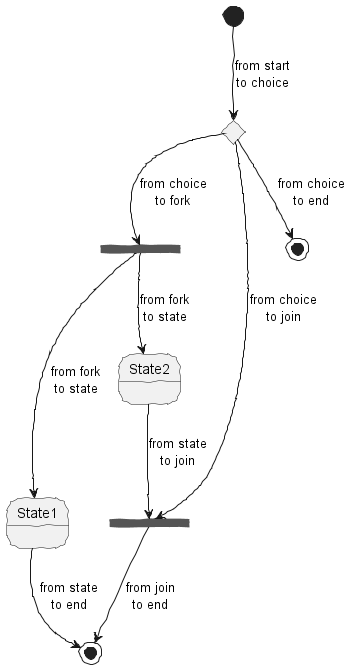 from start
to choice
from choice
to fork
from choice
to end
from fork
to state
from choice
to join
State2
from fork
to state
from state
to join
State1
from state
to end
from join
to end